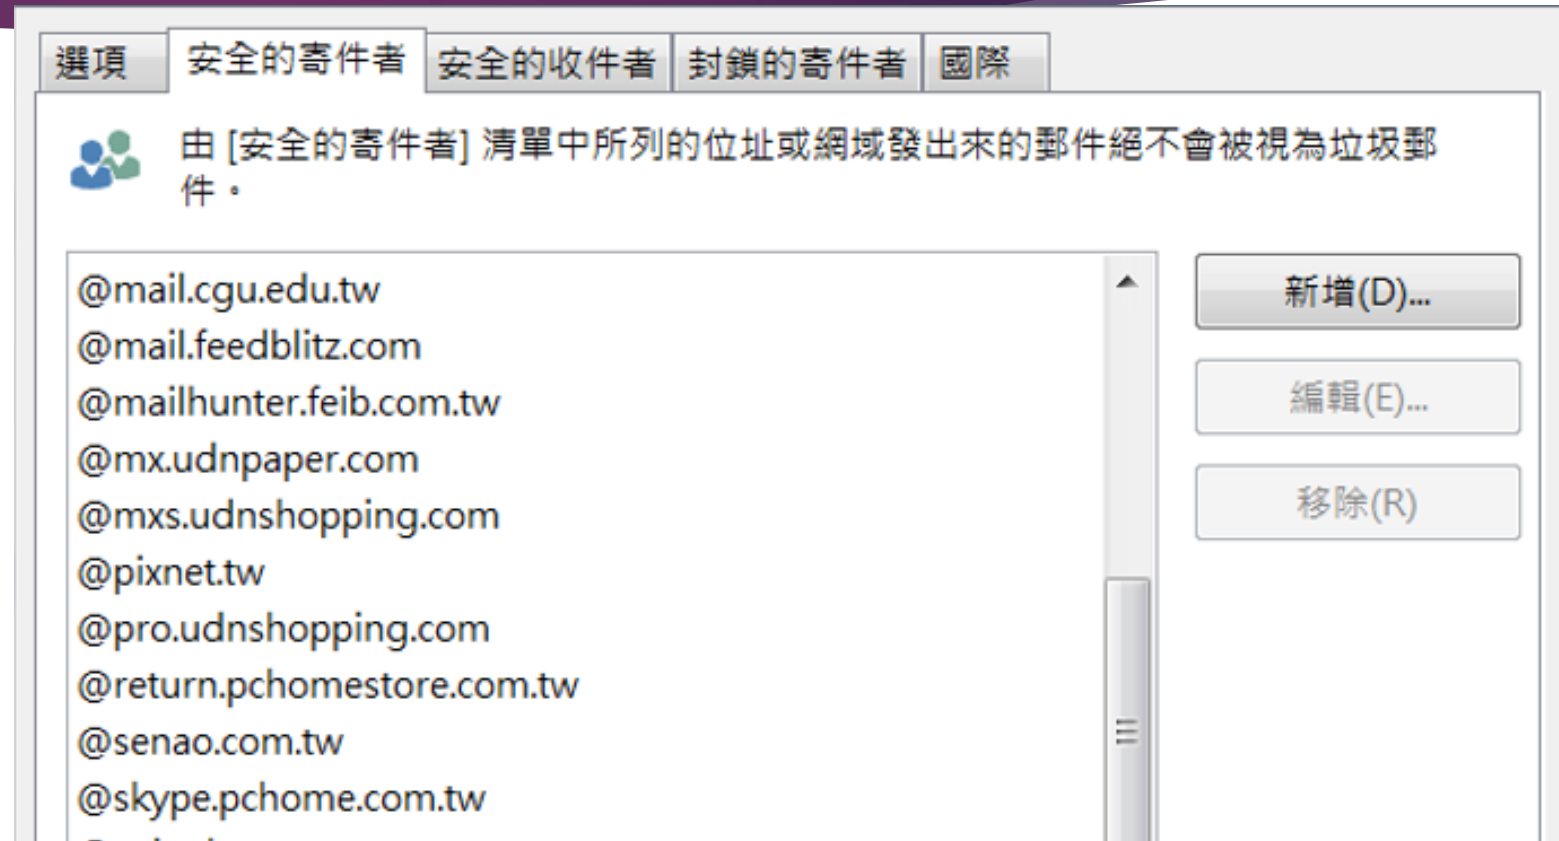 選項 安全的寄件者 安全的收件者 封鎖的寄件者 國際
由 [安全的寄件者] 清單中所列的位址或網域發出來的郵件絕不會被視為垃圾郵
件。
@mail.cgu.edu.tw
@mail.feedblitz.com
@mailhunter.feib.com.tw
@mx.udnpaper.com
@mxs.udnshopping.com
@pixnet.tw
@pro.udnshopping.com
@return.pchomestore.com.tw
@senao.com.tw
@skype.pchome.com.tw
新增(D)...
編輯(E)...
移除(R)